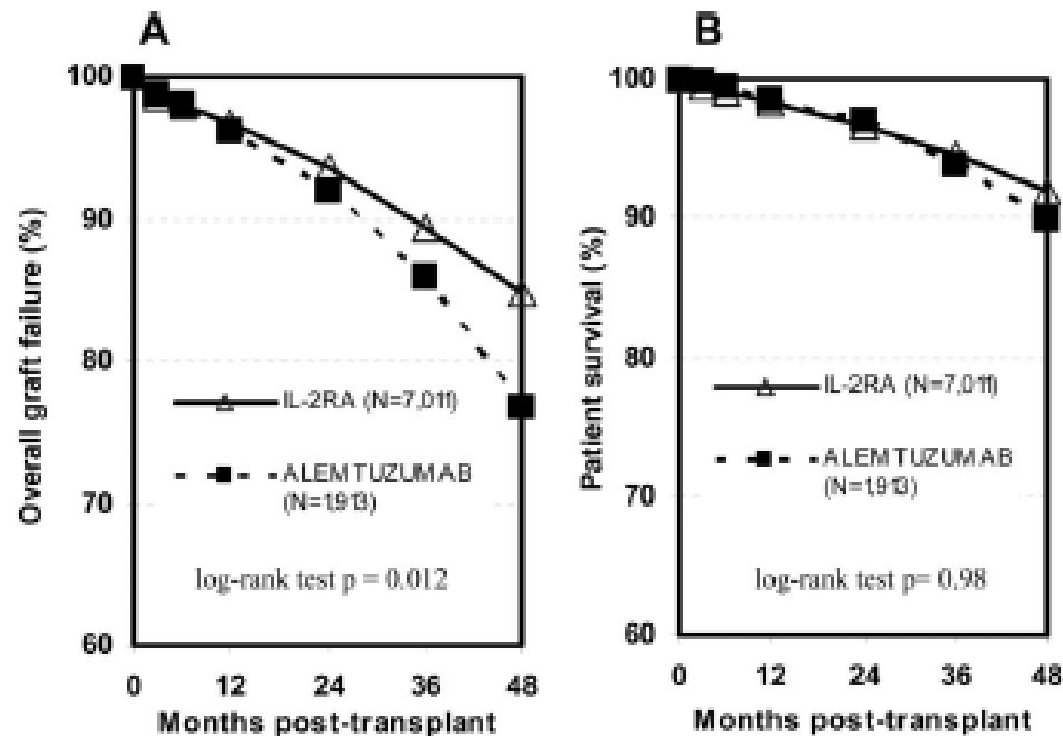 A
Overall graft failure (%)
100
90
80
70
60
IL-2RA (N=7,011)
ALEMTUZUMAB
(N=1,913)
log-rank test p = 0.012
0 12 24 36 48
Months post-transplant
B
Patient survival (%)
100
90
80
70
60
IL-2RA (N=7,011)
ALEMTUZUMAB
(N=1,913)
log-rank test p= 0.98
0 12 24 36 48
Months post-transplant